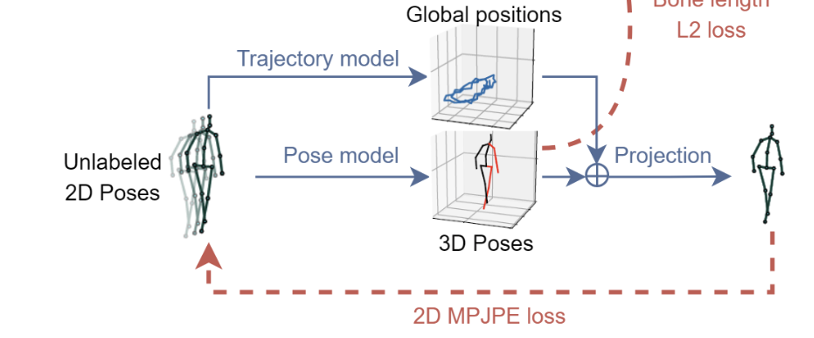 Bone length
L2 loss
Global positions
Trajectory model
Unlabeled
2D Poses
Pose model
Projection
3D Poses
2D MPJPE loss